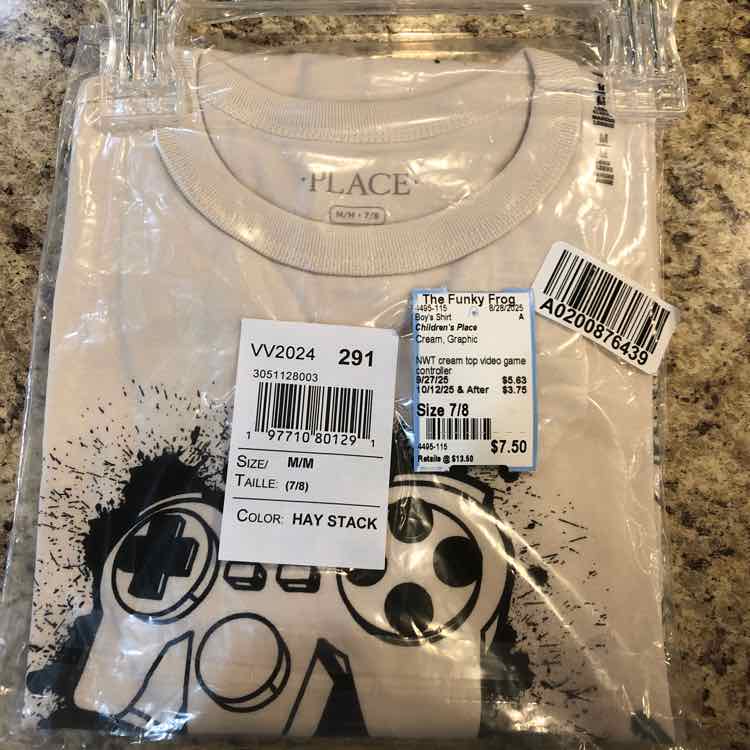 ·PLACE·
M/M • 7/8
M
The Funky Frog
4495-115 8/28/2025
Boy's Shirt A
Children's Place
Cream, Graphic
NWT cream top video game
controller
9/27/25 $5.63
10/12/25 & After $3.75
Size 7/8
4495-115 $7.50
Retails @ $13.50
A0200876439
VV2024 291
3051128003
1 97710 80129 1
SIZE/ M/M
TAILLE: (7/8)
COLOR: HAY STACK